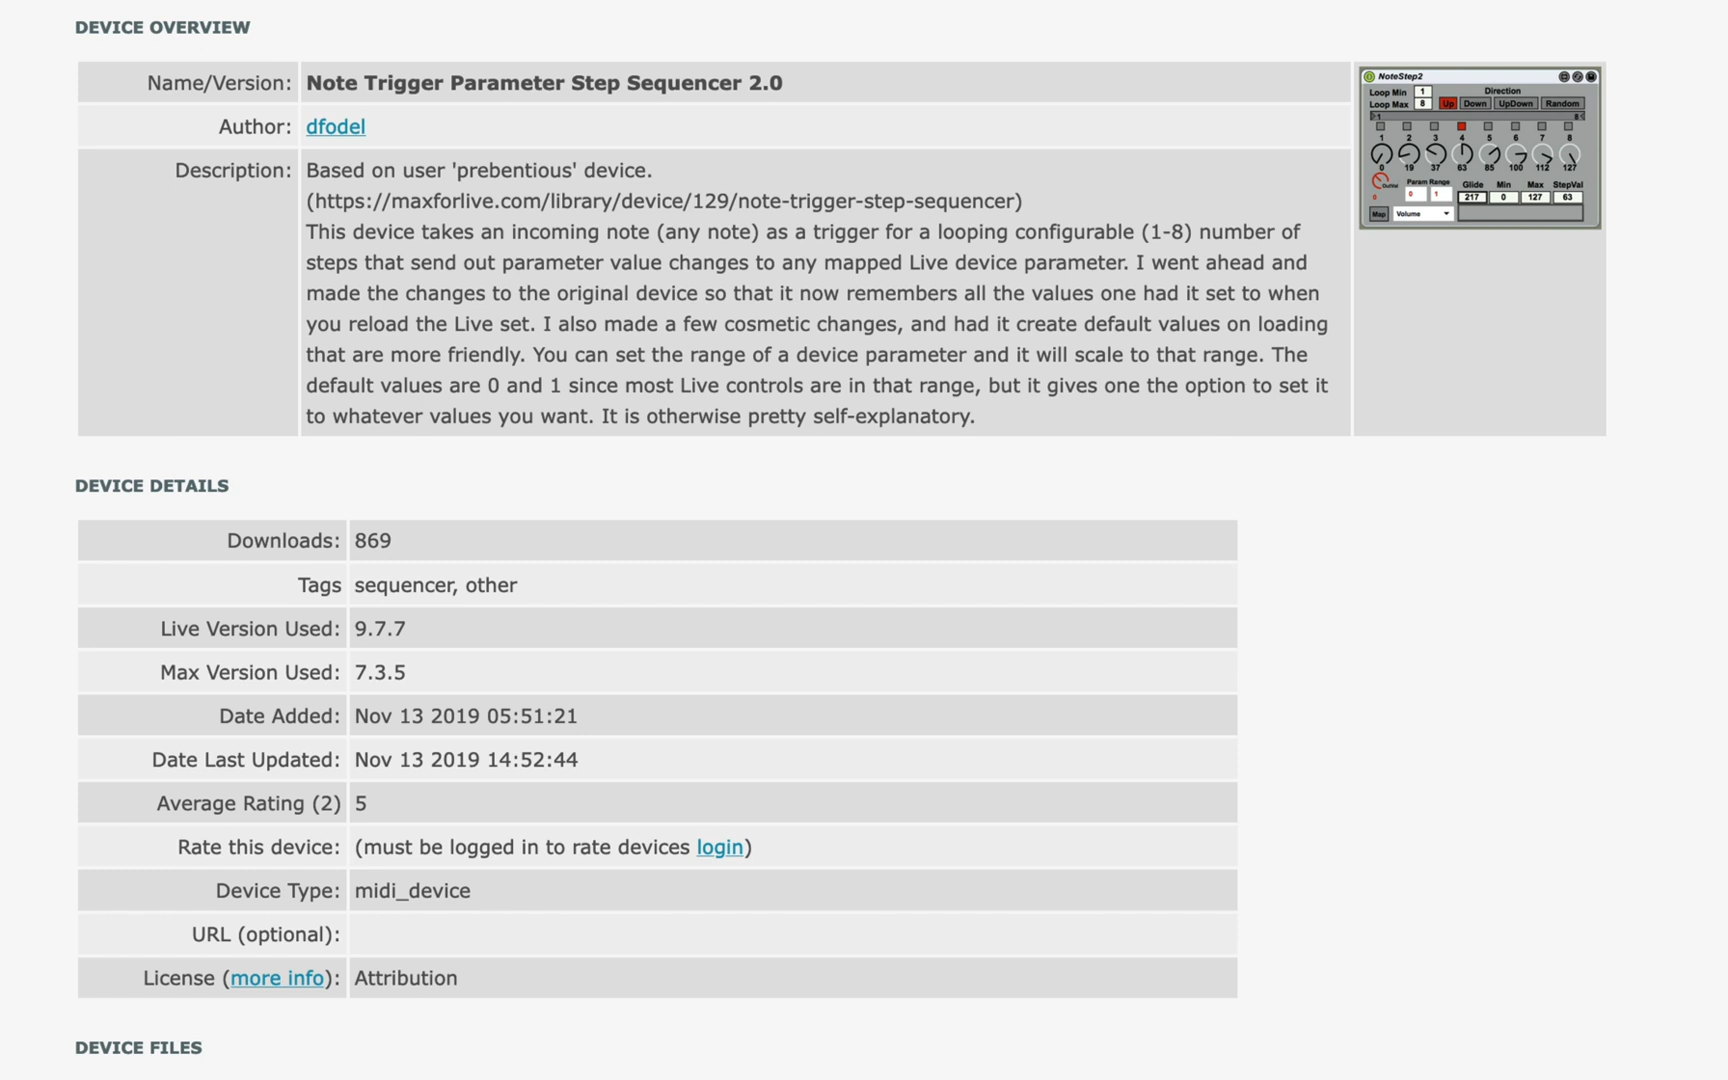 DEVICE OVERVIEW
Name/Version: Note Trigger Parameter Step Sequencer 2.0
Author: dfodel
Description: Based on user 'prebentious' device.
(https://maxforlive.com/library/device/129/note-trigger-step-sequencer)
This device takes an incoming note (any note) as a trigger for a looping configurable (1-8) number of
steps that send out parameter value changes to any mapped Live device parameter. I went ahead and
made the changes to the original device so that it now remembers all the values one had it set to when
you reload the Live set. I also made a few cosmetic changes, and had it create default values on loading
that are more friendly. You can set the range of a device parameter and it will scale to that range. The
default values are 0 and 1 since most Live controls are in that range, but it gives one the option to set it
to whatever values you want. It is otherwise pretty self-explanatory.
NoteStep2
Loop Min 1 Direction
Loop Max 8 Up Down UpDown Random
1 8
1 2 3 4 5 6 7 8
0 19 37 63 85 100 112 127
OutVal Param Range Glide Min Max StepVal
0 0 1 217 0 127 63
Map Volume
DEVICE DETAILS
Downloads: 869
Tags sequencer, other
Live Version Used: 9.7.7
Max Version Used: 7.3.5
Date Added: Nov 13 2019 05:51:21
Date Last Updated: Nov 13 2019 14:52:44
Average Rating (2) 5
Rate this device: (must be logged in to rate devices login)
Device Type: midi_device
URL (optional):
License (more info): Attribution
DEVICE FILES